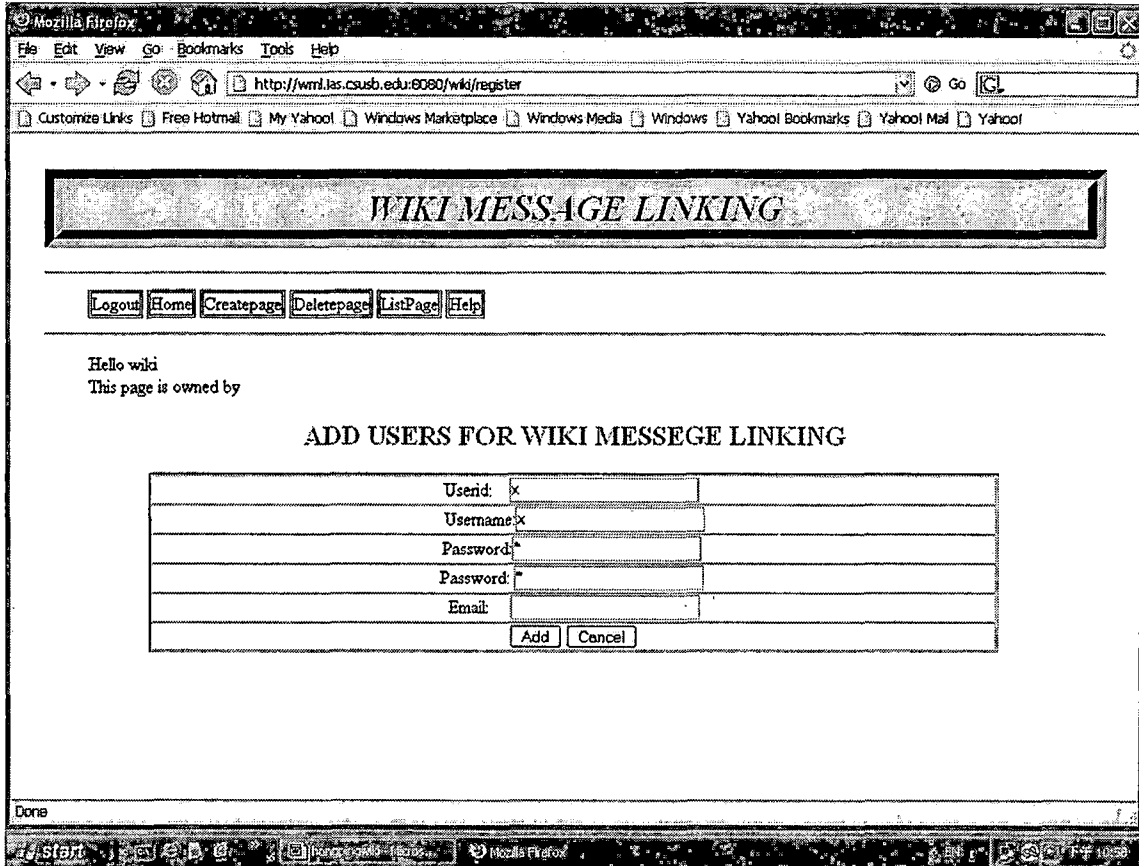 Mozilla Firefox
File Edit View Go Bookmarks Tools Help
http://wml.ias.csusb.edu:8080/wiki/register
Go
Customize Links Free Hotmail My Yahoo! Windows Marketplace Windows Media Windows Yahoo! Bookmarks Yahoo! Mail Yahoo!
WIKI MESSAGE LINKING
Logout Home Createpage Deletepage ListPage Help
Hello wiki
This page is owned by
ADD USERS FOR WIKI MESSEGE LINKING
Userid: x
Username: x
Password: *
Password: *
Email:
Add Cancel
Done
start Mozilla Firefox EN